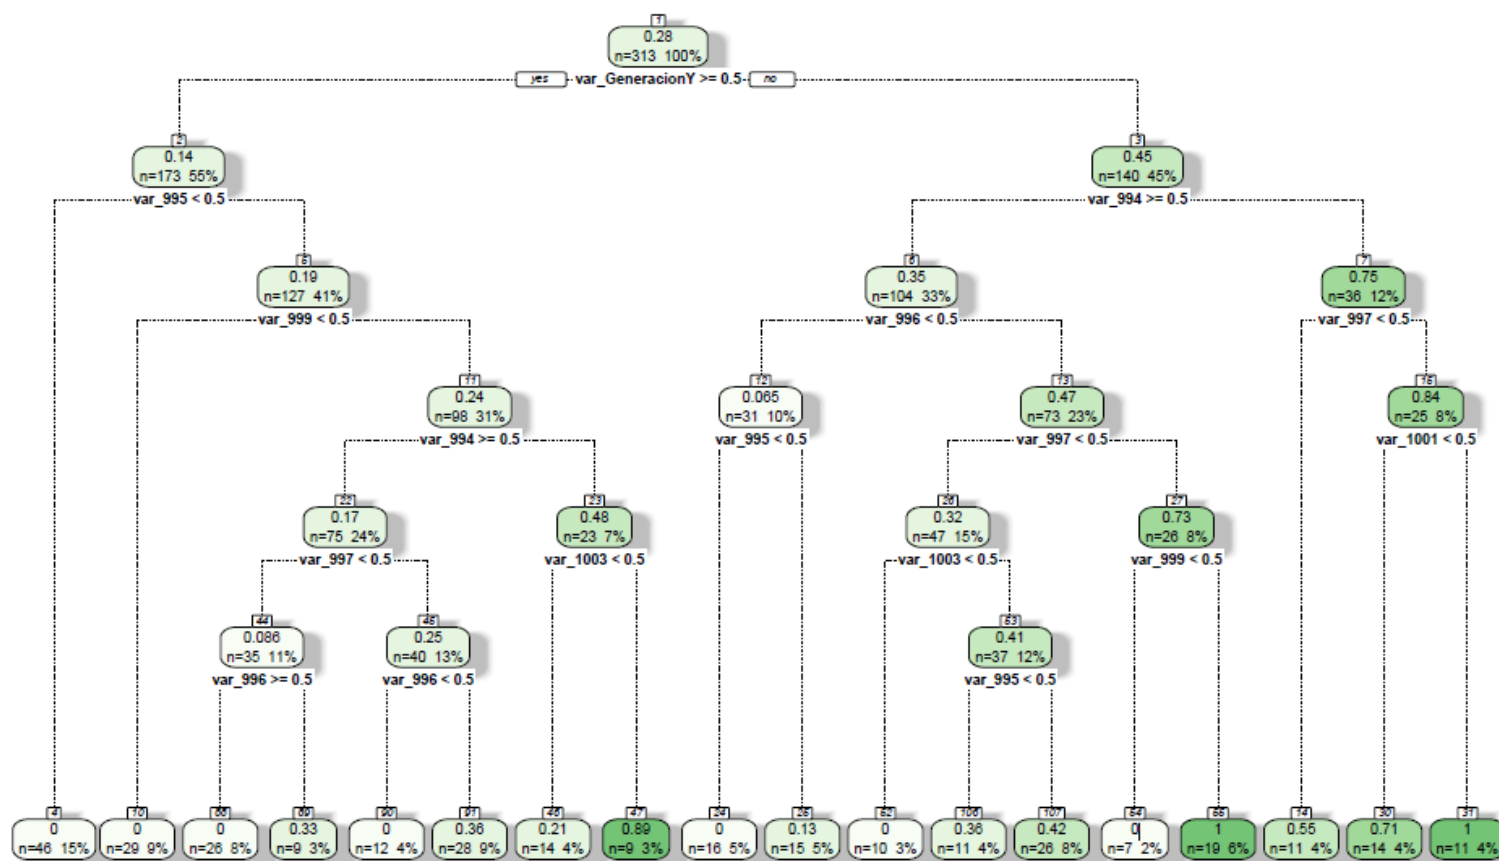 1
0.28
n=313 100%
yes var_GeneracionY >= 0.5 no
2
0.14
n=173 55%
var_995 < 0.5
3
0.45
n=140 45%
var_994 >= 0.5
5
0.19
n=127 41%
var_999 < 0.5
6
0.35
n=104 33%
var_996 < 0.5
7
0.75
n=36 12%
var_997 < 0.5
11
0.24
n=98 31%
var_994 >= 0.5
12
0.065
n=31 10%
var_995 < 0.5
13
0.47
n=73 23%
var_997 < 0.5
15
0.84
n=25 8%
var_1001 < 0.5
22
0.17
n=75 24%
var_997 < 0.5
23
0.48
n=23 7%
var_1003 < 0.5
26
0.32
n=47 15%
var_1003 < 0.5
27
0.73
n=26 8%
var_999 < 0.5
44
0.086
n=35 11%
var_996 >= 0.5
45
0.25
n=40 13%
var_996 < 0.5
53
0.41
n=37 12%
var_995 < 0.5
4
0
n=46 15%
10
0
n=29 9%
88
0
n=26 8%
89
0.33
n=9 3%
90
0
n=12 4%
91
0.36
n=28 9%
46
0.21
n=14 4%
47
0.89
n=9 3%
24
0
n=16 5%
25
0.13
n=15 5%
52
0
n=10 3%
106
0.36
n=11 4%
107
0.42
n=26 8%
54
0
n=7 2%
55
1
n=19 6%
14
0.55
n=11 4%
30
0.71
n=14 4%
31
1
n=11 4%